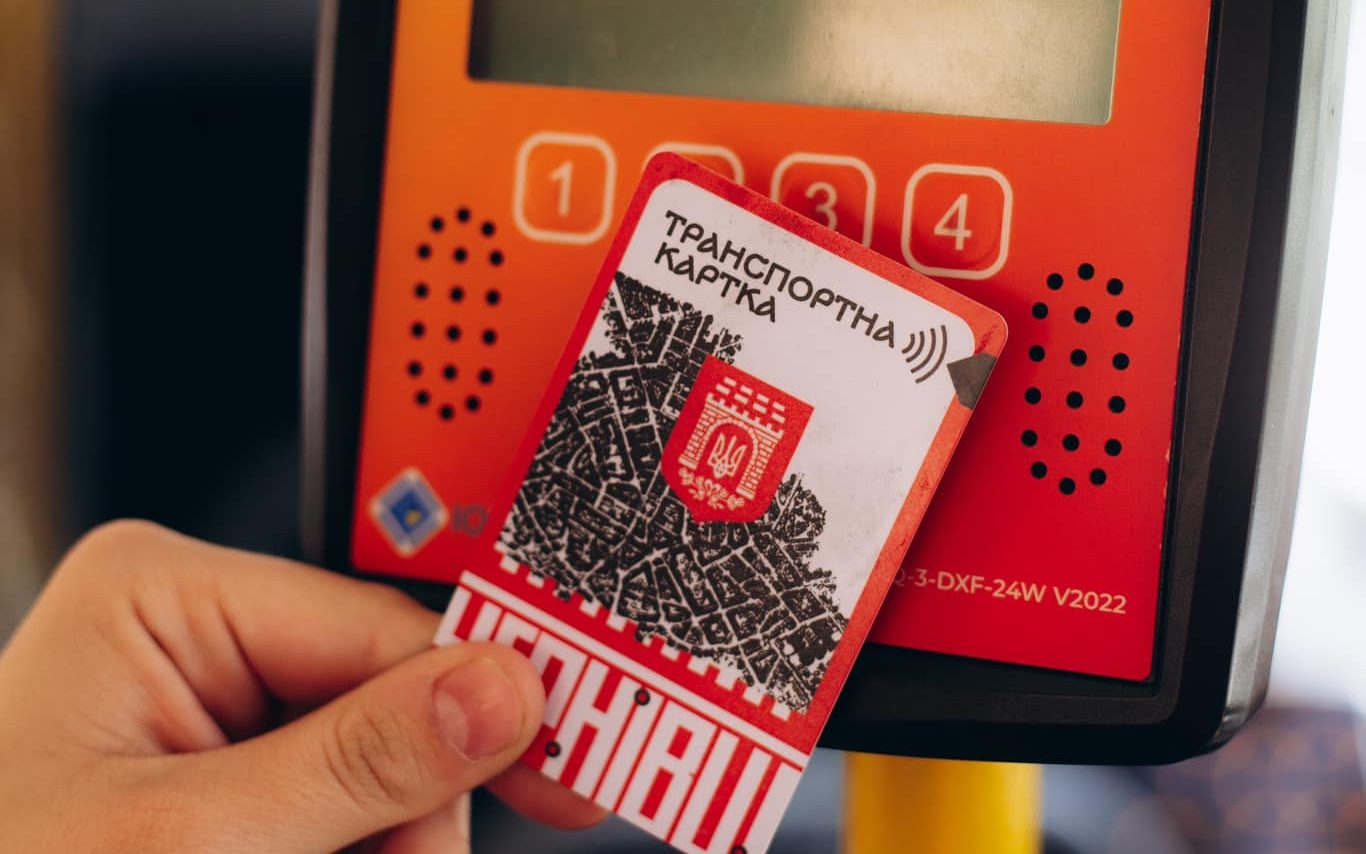 1 3 4
ТРАНСПОРТНА
КАРТКА
-3-DXF-24W V2022
ЧЕРНІВЦІ